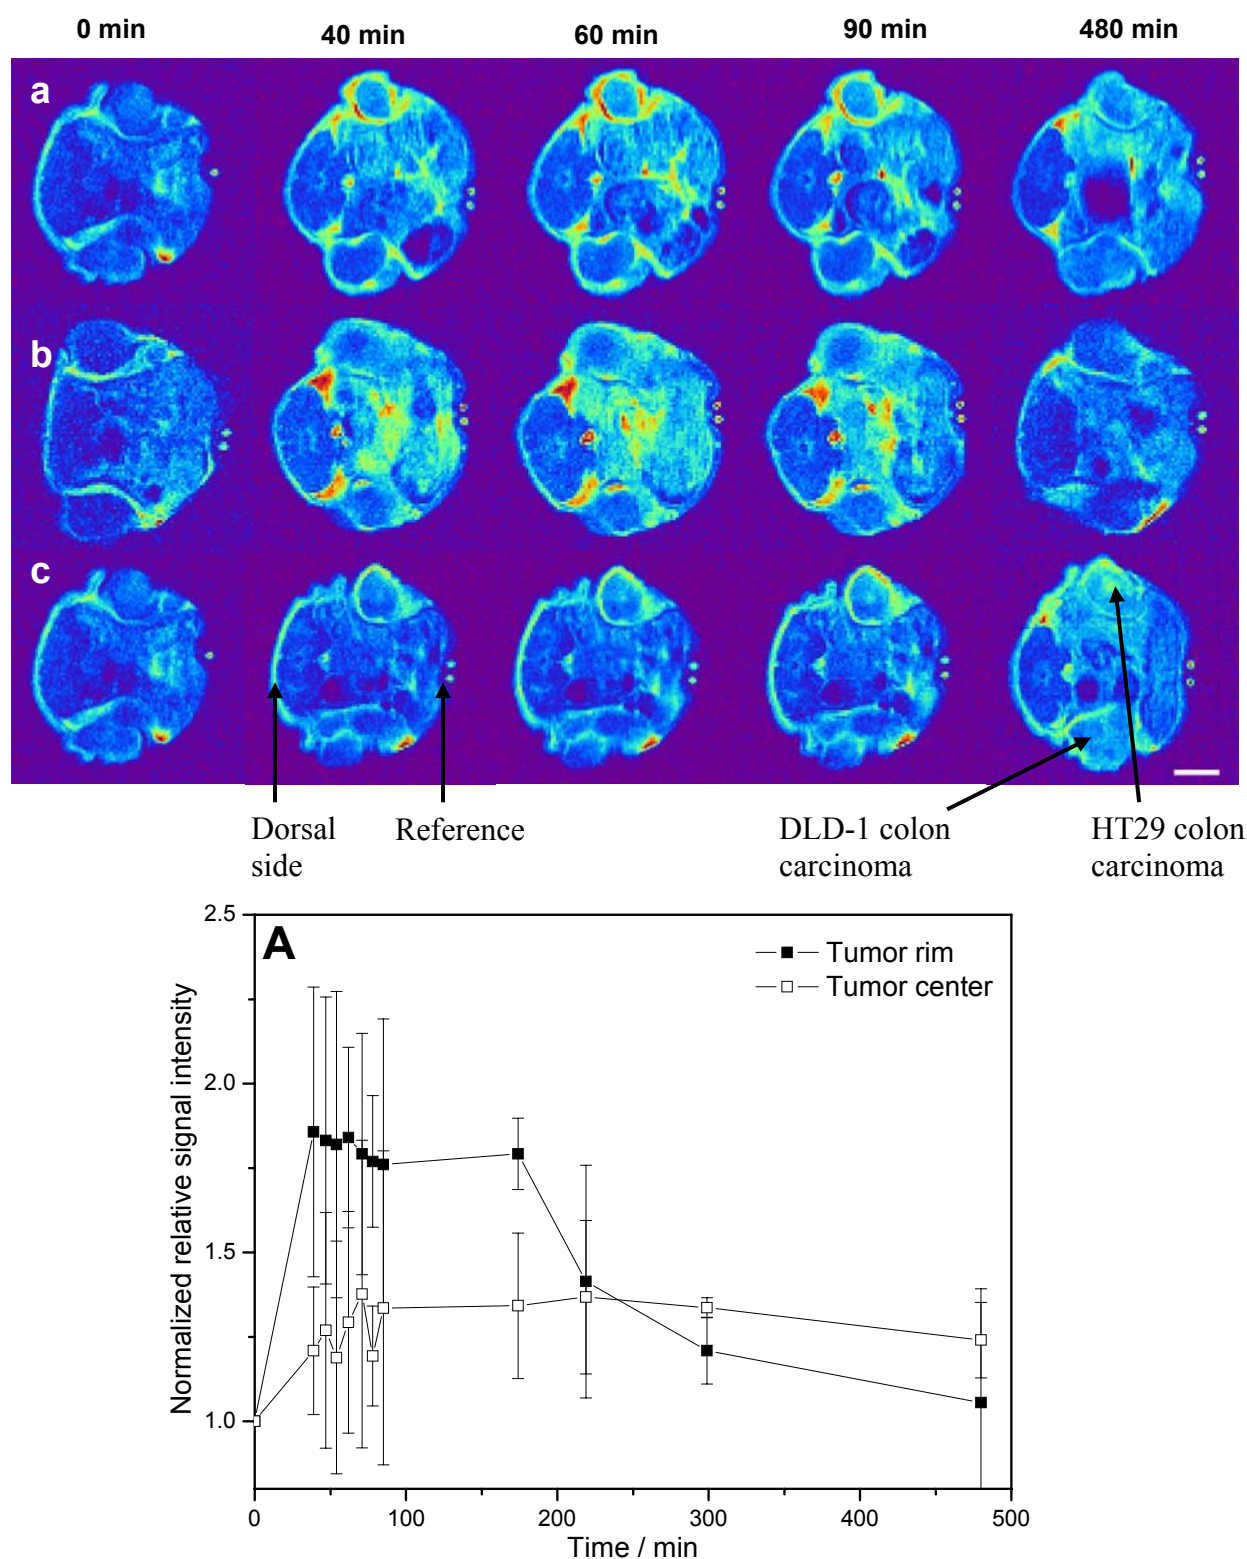 0 min 40 min 60 min 90 min 480 min
a
b
c
Dorsal
side
Reference
DLD-1 colon
carcinoma
HT29 colon
carcinoma
A
Tumor rim
Tumor center
Normalized relative signal intensity
2.5
2.0
1.5
1.0
0 100 200 300 400 500
Time / min